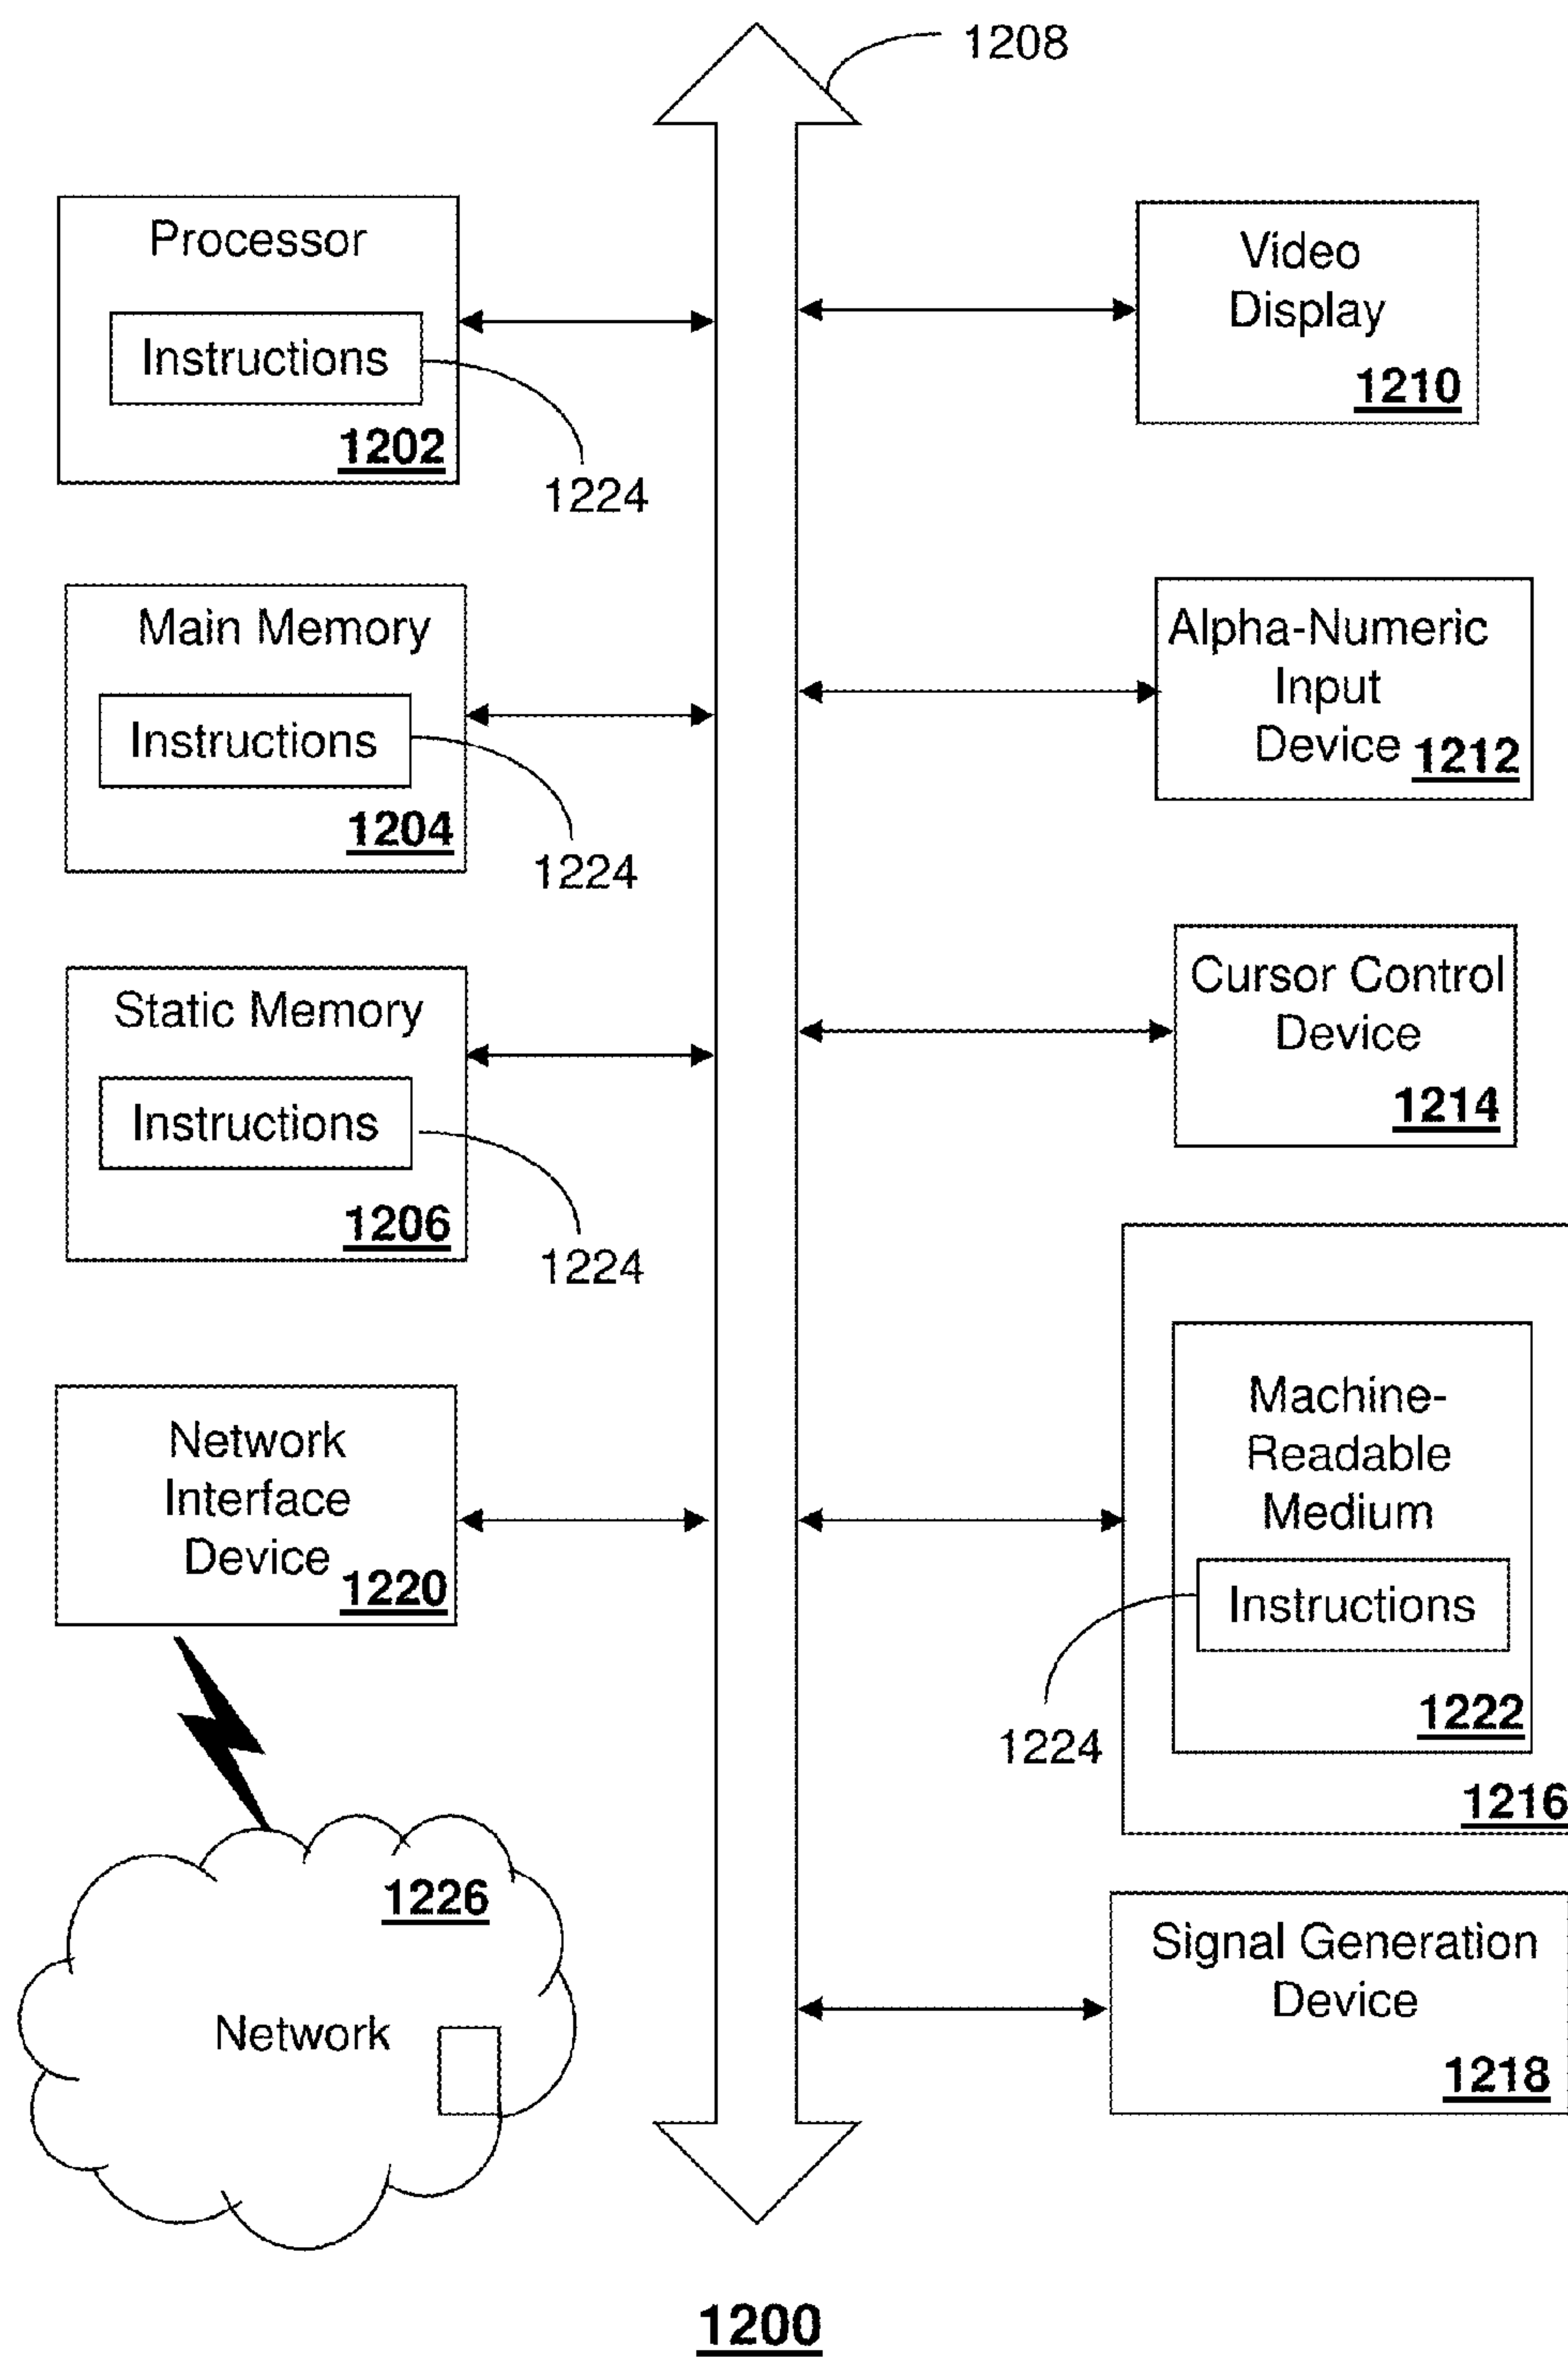 1208
Processor
Instructions
1202
1224
Main Memory
Instructions
1204
1224
Static Memory
Instructions
1206
1224
Network
Interface
Device
1220
1226
Network
Video
Display
1210
Alpha-Numeric
Input
Device
1212
Cursor Control
Device
1214
Machine-
Readable
Medium
Instructions
1222
1224
1216
Signal Generation
Device
1218
1200